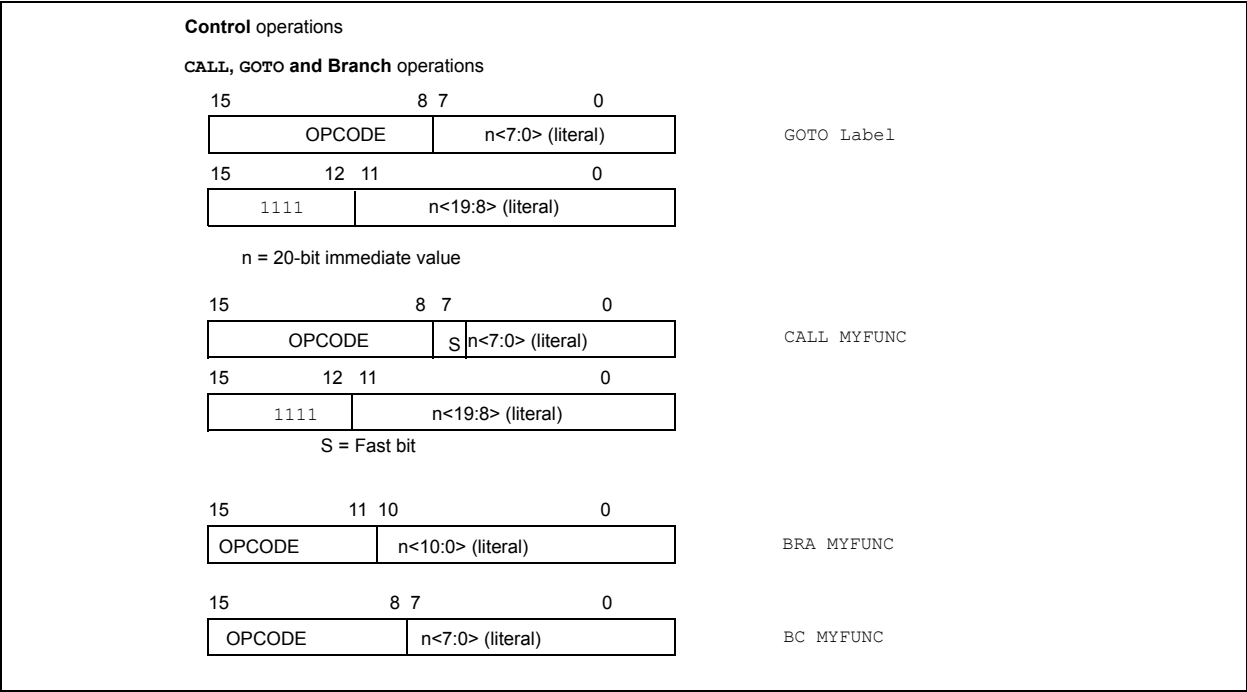 Control operations
CALL, GOTO and Branch operations
15 8 7 0
OPCODE n<7:0> (literal) GOTO Label
15 12 11 0
1111 n<19:8> (literal)
n = 20-bit immediate value
15 8 7 0
OPCODE S n<7:0> (literal) CALL MYFUNC
15 12 11 0
1111 n<19:8> (literal)
S = Fast bit
15 11 10 0
OPCODE n<10:0> (literal) BRA MYFUNC
15 8 7 0
OPCODE n<7:0> (literal) BC MYFUNC